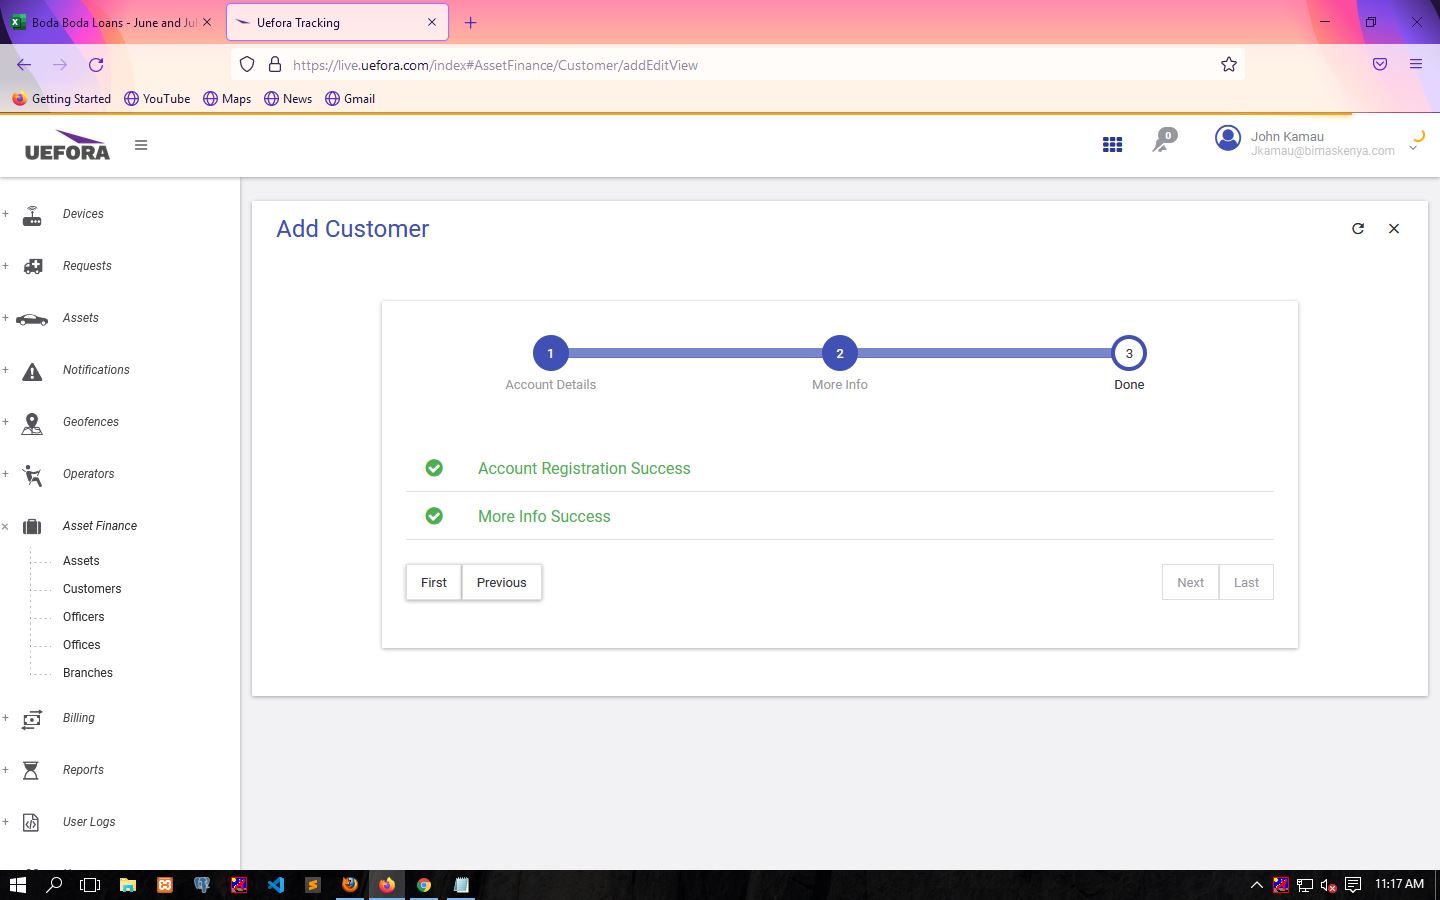 Boda Boda Loans - June and Jul
Uefora Tracking
https://live.uefora.com/index#AssetFinance/Customer/addEditView
Getting Started
YouTube
Maps
News
Gmail
UEFORA
0
John Kamau
Jkamau@bimaskenya.com
Devices
Requests
Assets
Notifications
Geofences
Operators
Asset Finance
Assets
Customers
Officers
Offices
Branches
Billing
Reports
User Logs
Add Customer
1
2
3
Account Details
More Info
Done
Account Registration Success
More Info Success
First
Previous
Next
Last
11:17 AM